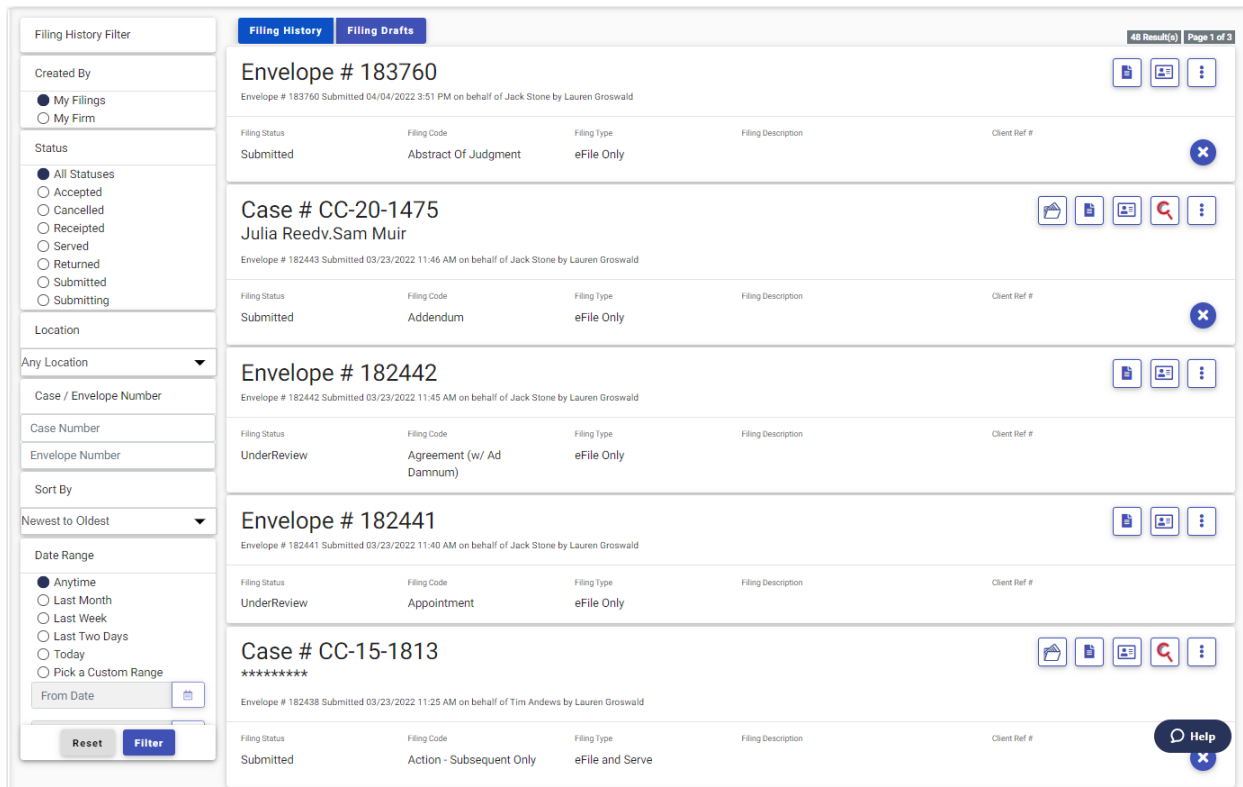 Filing History Filter
Created By
My Filings
My Firm
Status
All Statuses
Accepted
Cancelled
Receipted
Served
Returned
Submitted
Submitting
Location
Any Location
Case / Envelope Number
Case Number
Envelope Number
Sort By
Newest to Oldest
Date Range
Anytime
Last Month
Last Week
Last Two Days
Today
Pick a Custom Range
From Date
Reset Filter
Filing History Filing Drafts
48 Result(s) Page 1 of 3
Envelope # 183760
Envelope # 183760 Submitted 04/04/2022 3:51 PM on behalf of Jack Stone by Lauren Groswald
Filing Status Filing Code Filing Type Filing Description Client Ref #
Submitted Abstract Of Judgment eFile Only
Case # CC-20-1475
Julia Reedv.Sam Muir
Envelope # 182443 Submitted 03/23/2022 11:46 AM on behalf of Jack Stone by Lauren Groswald
Filing Status Filing Code Filing Type Filing Description Client Ref #
Submitted Addendum eFile Only
Envelope # 182442
Envelope # 182442 Submitted 03/23/2022 11:45 AM on behalf of Jack Stone by Lauren Groswald
Filing Status Filing Code Filing Type Filing Description Client Ref #
UnderReview Agreement (w/ Ad eFile Only
Damnum)
Envelope # 182441
Envelope # 182441 Submitted 03/23/2022 11:40 AM on behalf of Jack Stone by Lauren Groswald
Filing Status Filing Code Filing Type Filing Description Client Ref #
UnderReview Appointment eFile Only
Case # CC-15-1813
*********
Envelope # 182438 Submitted 03/23/2022 11:25 AM on behalf of Tim Andews by Lauren Groswald
Filing Status Filing Code Filing Type Filing Description Client Ref #
Submitted Action - Subsequent Only eFile and Serve
Help